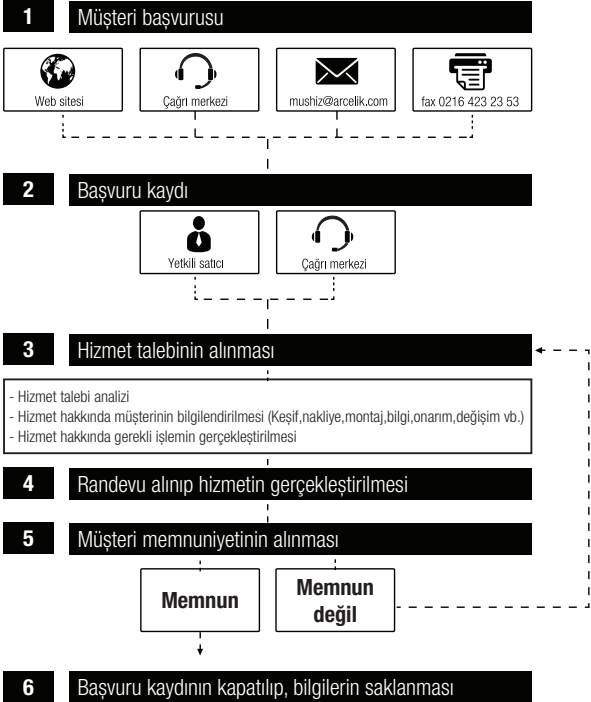 1 Müşteri başvurusu
Web sitesi
Çağrı merkezi
mushiz@arcelik.com
fax 0216 423 23 53
2 Başvuru kaydı
Yetkili satıcı
Çağrı merkezi
3 Hizmet talebinin alınması
- Hizmet talebi analizi
- Hizmet hakkında müşterinin bilgilendirilmesi (Keşif,nakliye,montaj,bilgi,onarım,değişim vb.)
- Hizmet hakkında gerekli işlemin gerçekleştirilmesi
4 Randevu alınıp hizmetin gerçekleştirilmesi
5 Müşteri memnuniyetinin alınması
Memnun
Memnun
değil
6 Başvuru kaydının kapatılıp, bilgilerin saklanması